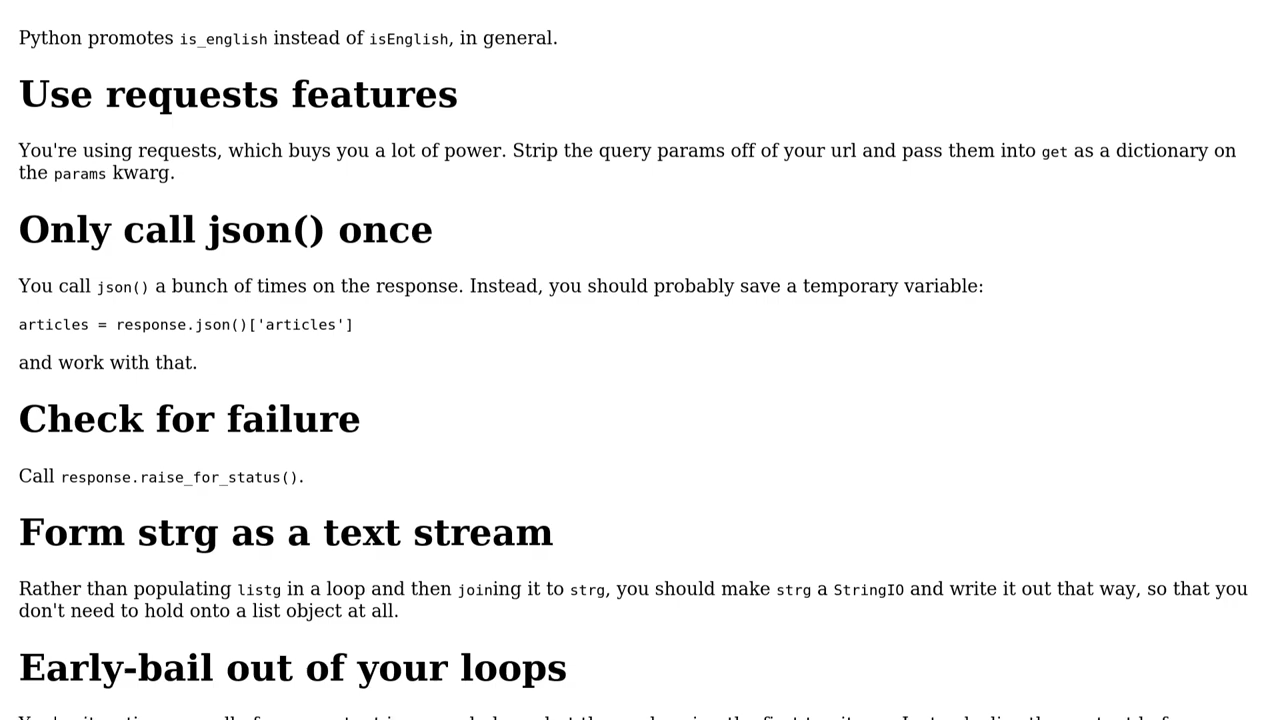 Python promotes is_english instead of isEnglish, in general.
Use requests features
You're using requests, which buys you a lot of power. Strip the query params off of your url and pass them into get as a dictionary on
the params kwarg.
Only call json() once
You call json() a bunch of times on the response. Instead, you should probably save a temporary variable:
articles = response.json()['articles']
and work with that.
Check for failure
Call response.raise_for_status().
Form strg as a text stream
Rather than populating listg in a loop and then joining it to strg, you should make strg a StringIO and write it out that way, so that you
don't need to hold onto a list object at all.
Early-bail out of your loops